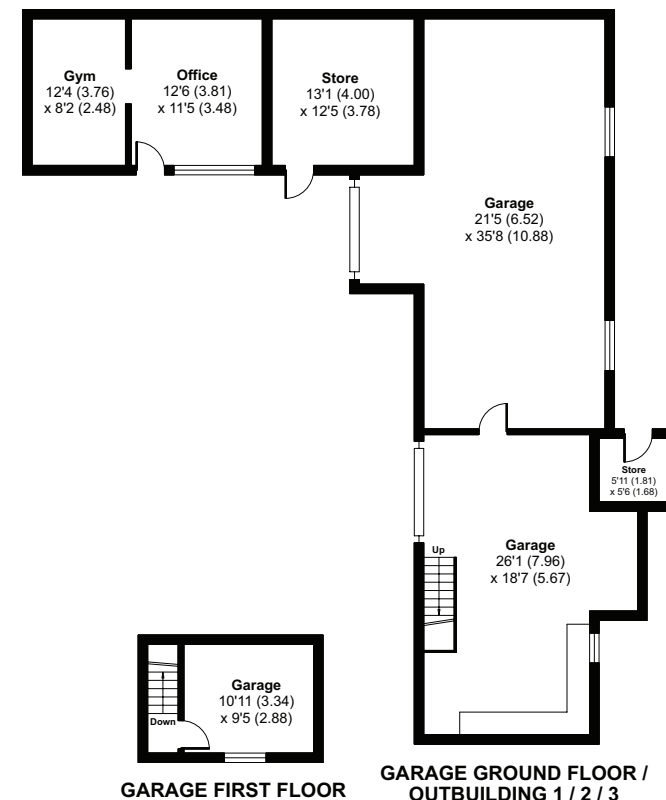 Gym
12'4 (3.76)
x 8'2 (2.48)
Office
12'6 (3.81)
x 11'5 (3.48)
Store
13'1 (4.00)
x 12'5 (3.78)
Garage
21'5 (6.52)
x 35'8 (10.88)
Store
5'11 (1.81)
x 5'6 (1.68)
Up
Garage
26'1 (7.96)
x 18'7 (5.67)
Garage
10'11 (3.34)
x 9'5 (2.88)
Down
GARAGE FIRST FLOOR
GARAGE GROUND FLOOR /
OUTBUILDING 1 / 2 / 3